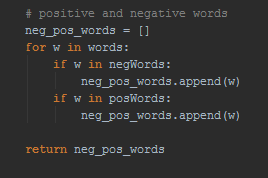 # positive and negative words
neg_pos_words = []
for w in words:
    if w in negWords:
        neg_pos_words.append(w)
    if w in posWords:
        neg_pos_words.append(w)
return neg_pos_words